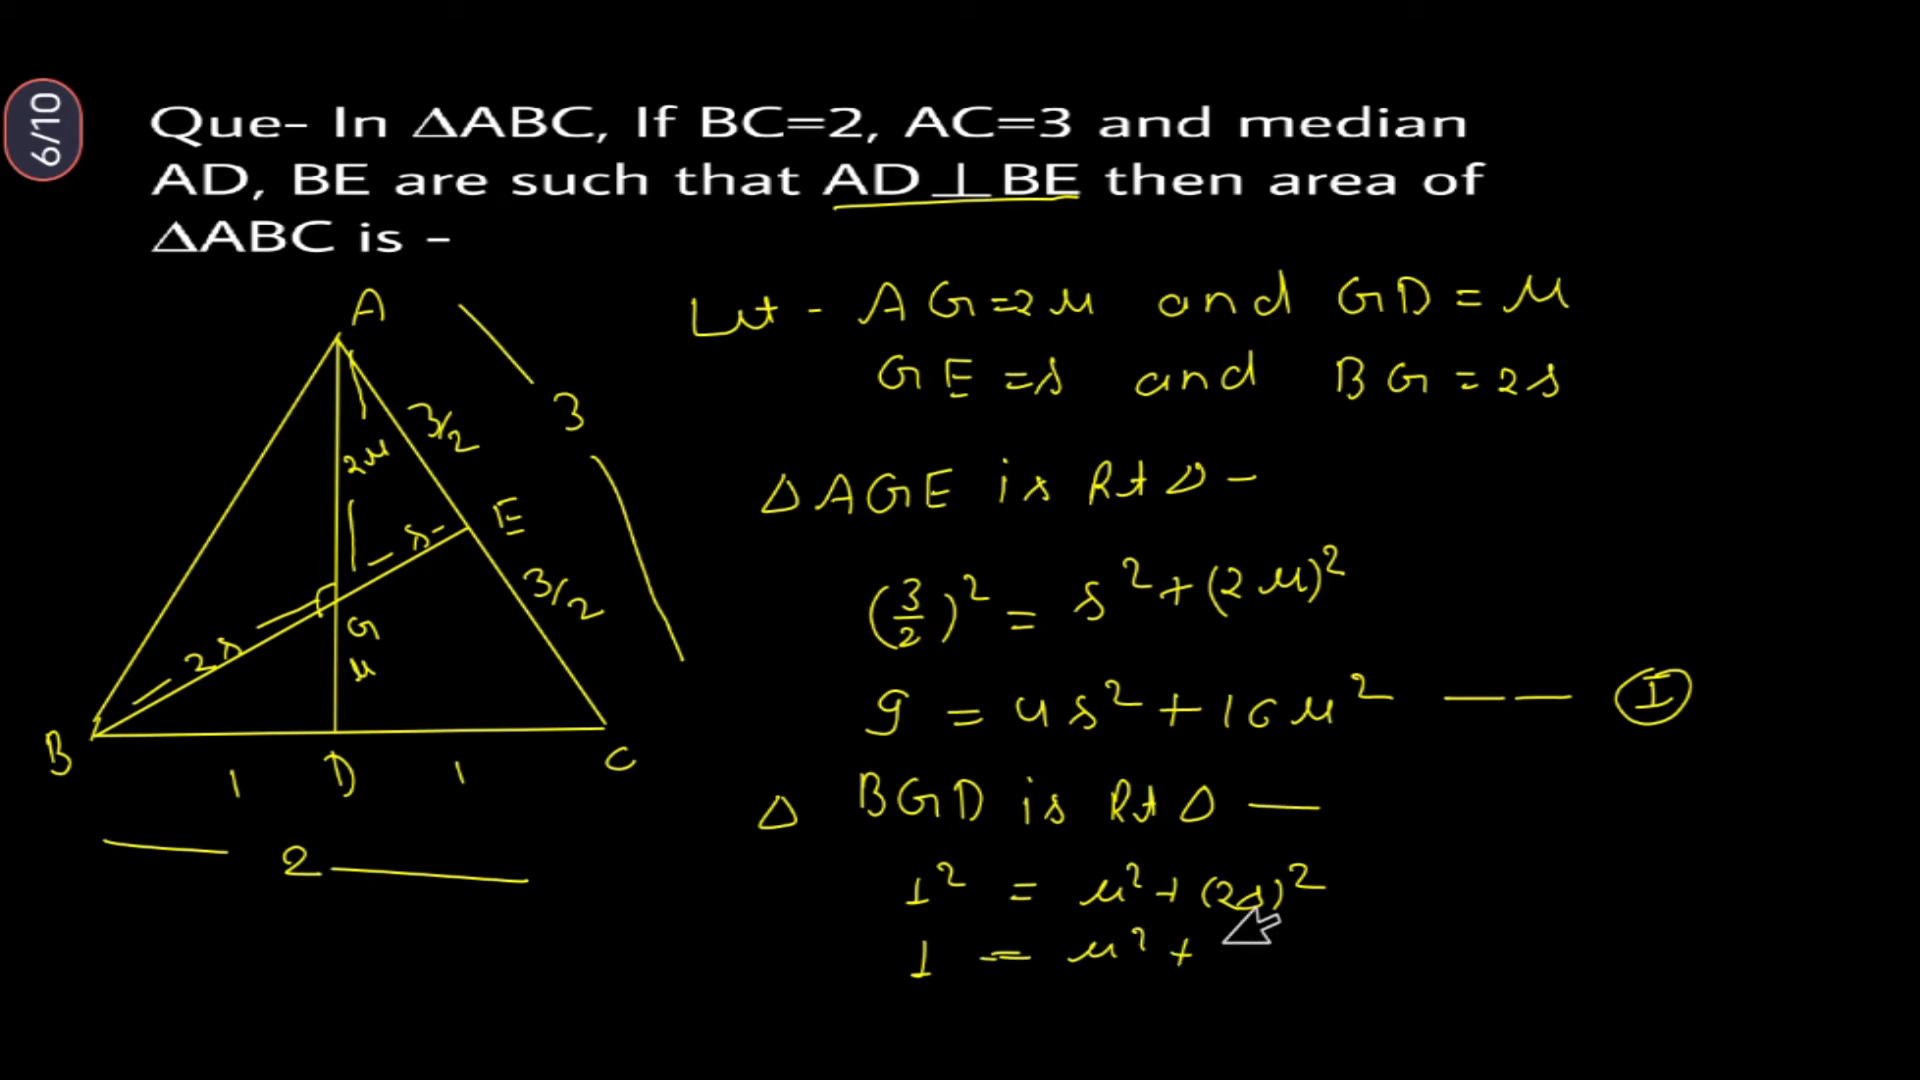 6/10
Que- In ΔABC, If BC=2, AC=3 and median
AD, BE are such that AD⊥BE then area of
ΔABC is -
A
3
3/2
2u
E
s
3/2
2s
G
u
B
1
D
1
C
2
Let - AG=2u and GD=u
GE=s and BG=2s
ΔAGE is Rt Δ -
(3/2)² = s²+(2u)²
9 = 4s²+16u² —— I
Δ BGD is Rt Δ —
1² = u²+(2s)²
1 = u²+